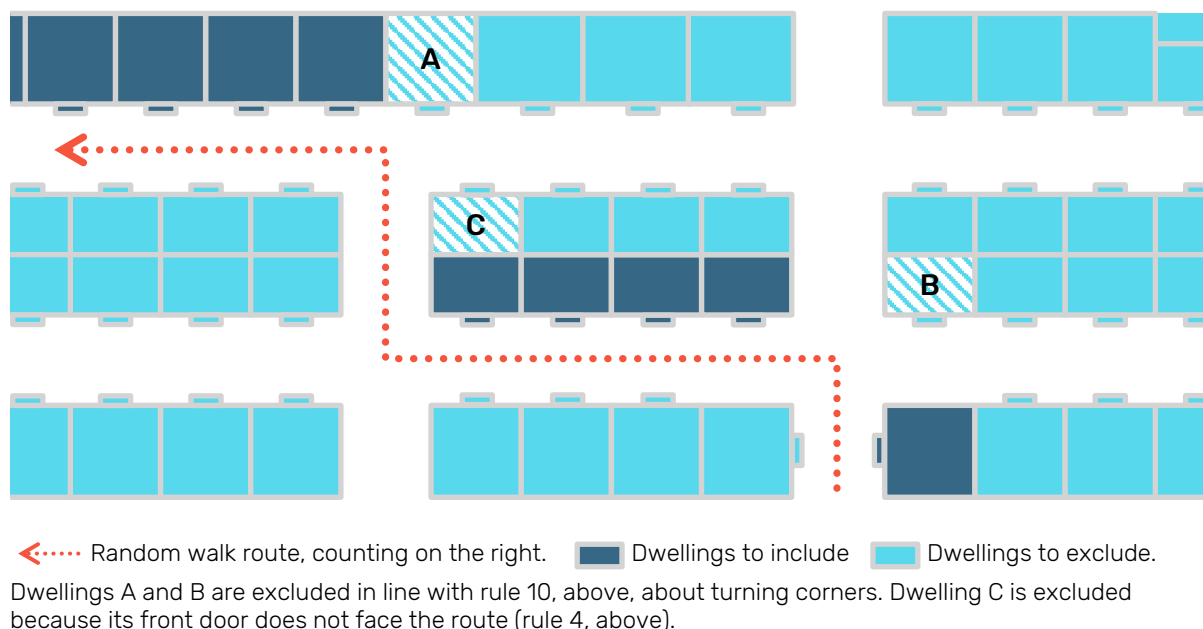 A
C
B
Random walk route, counting on the right. Dwellings to include Dwellings to exclude.
Dwellings A and B are excluded in line with rule 10, above, about turning corners. Dwelling C is excluded
because its front door does not face the route (rule 4, above).